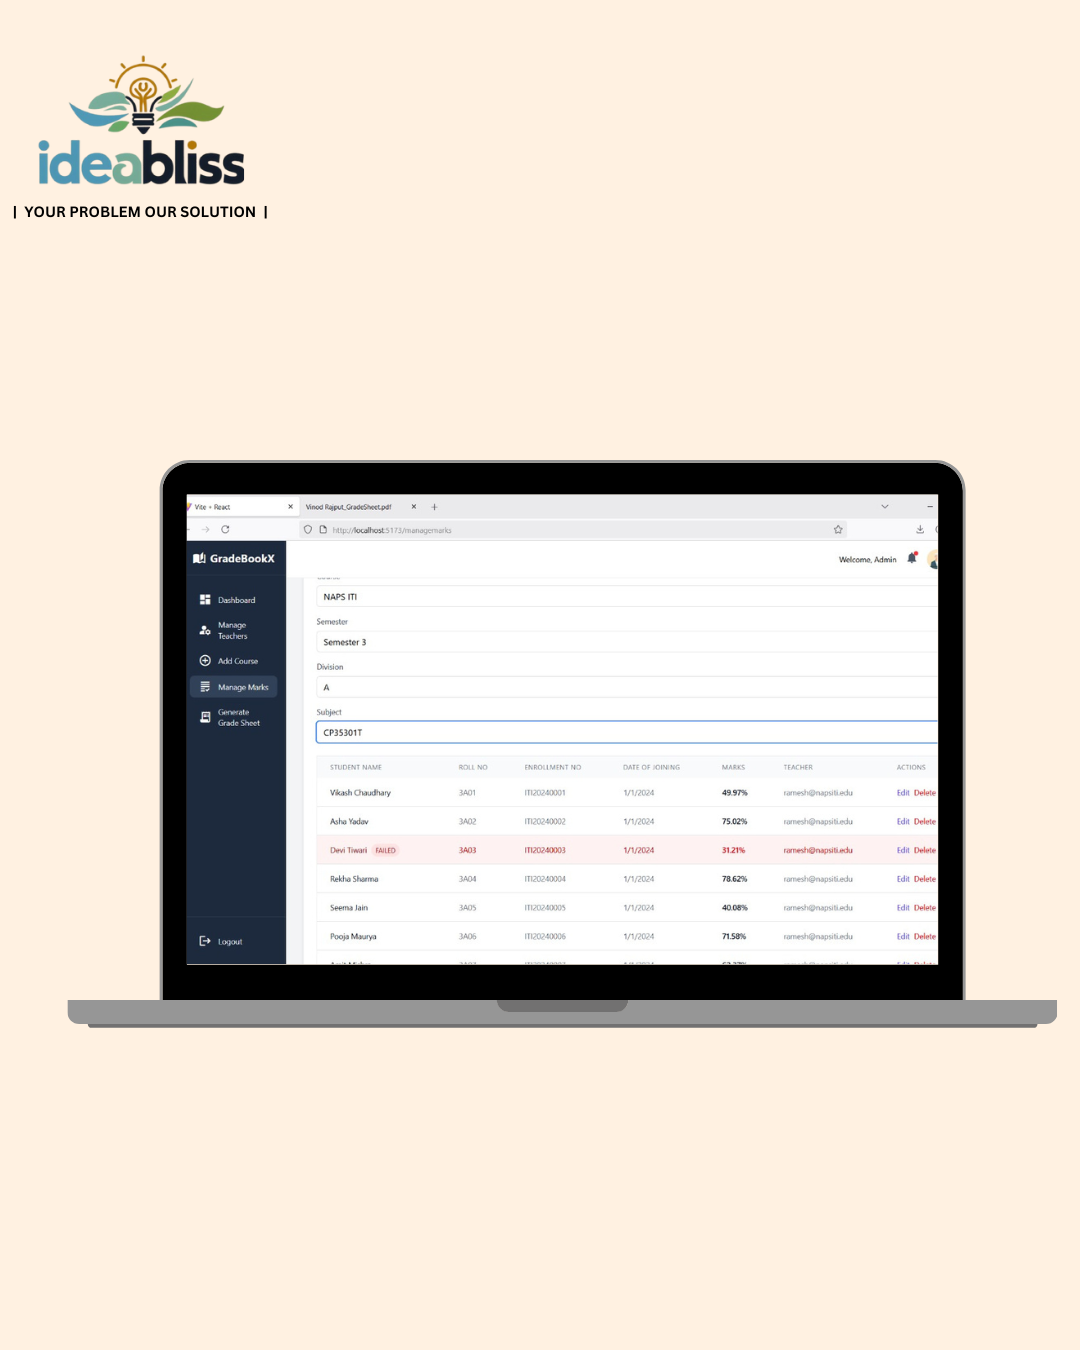 ideabliss
| YOUR PROBLEM OUR SOLUTION |
Vite + React
Vinod Rajput_GradeSheet.pdf
http://localhost:5173/managemarks
GradeBookX
Welcome, Admin
Dashboard
Manage
Teachers
Add Course
Manage Marks
Generate
Grade Sheet
Logout
NAPS ITI
Semester
Semester 3
Division
A
Subject
CP35301T
STUDENT NAME ROLL NO ENROLLMENT NO DATE OF JOINING MARKS TEACHER ACTIONS
Vikash Chaudhary 3A01 ITI20240001 1/1/2024 49.97% ramesh@napsiti.edu Edit Delete
Asha Yadav 3A02 ITI20240002 1/1/2024 75.02% ramesh@napsiti.edu Edit Delete
Devi Tiwari FAILED 3A03 ITI20240003 1/1/2024 31.21% ramesh@napsiti.edu Edit Delete
Rekha Sharma 3A04 ITI20240004 1/1/2024 78.62% ramesh@napsiti.edu Edit Delete
Seema Jain 3A05 ITI20240005 1/1/2024 40.08% ramesh@napsiti.edu Edit Delete
Pooja Maurya 3A06 ITI20240006 1/1/2024 71.58% ramesh@napsiti.edu Edit Delete